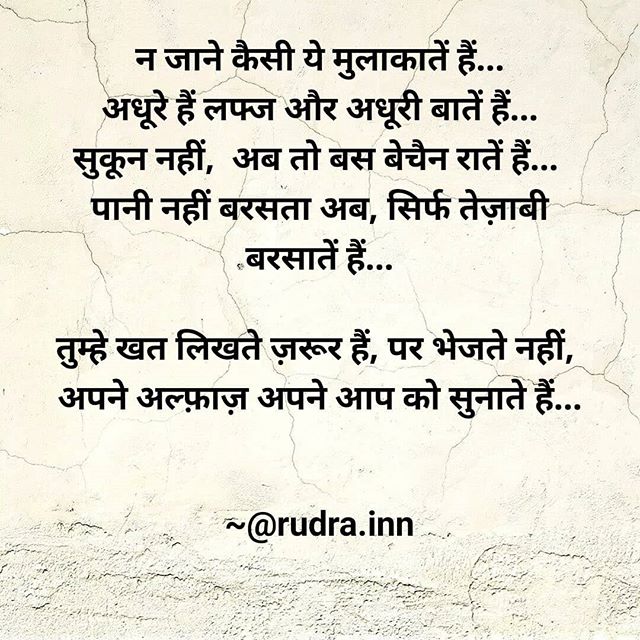 न जाने कैसी ये मुलाकातें हैं...
अधूरे हैं लफ्ज और अधूरी बातें हैं...
सुकून नहीं,  अब तो बस बेचैन रातें हैं...
पानी नहीं बरसता अब, सिर्फ तेज़ाबी
बरसातें हैं...
तुम्हे खत लिखते ज़रूर हैं, पर भेजते नहीं,
अपने अल्फ़ाज़ अपने आप को सुनाते हैं...
~@rudra.inn